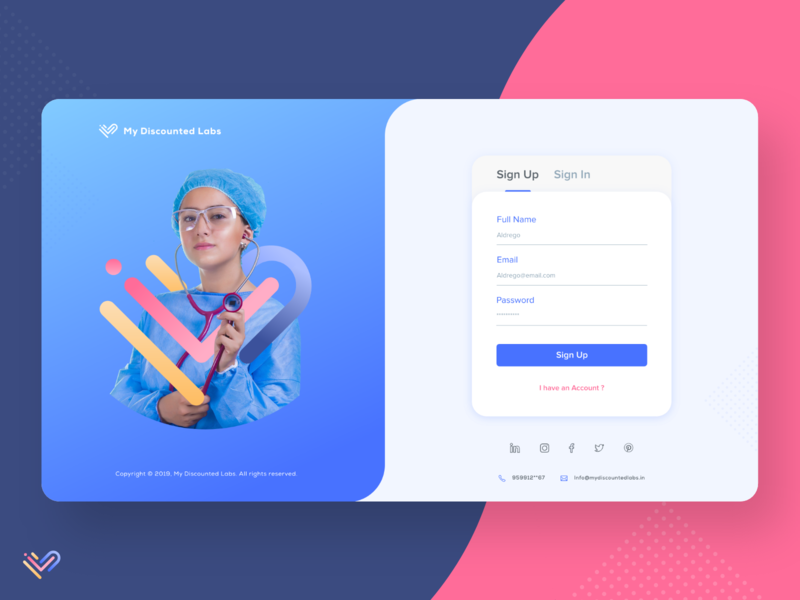 My Discounted Labs
Sign Up Sign In
Full Name
Aldrego
Email
Aldrego@email.com
Password
**********
Sign Up
I have an Account ?
959912**67 Info@mydiscountedlabs.in
Copyright © 2019, My Discounted Labs. All rights reserved.